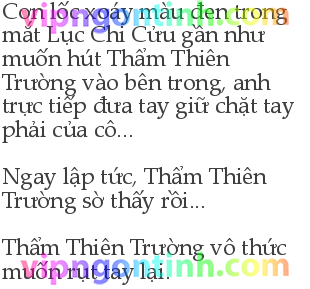 vipngontinh.com
Cơn lốc xoáy màu đen trong
mắt Lục Chi Cửu gần như
muốn hút Thẩm Thiên
Trường vào bên trong, anh
trực tiếp đưa tay giữ chặt tay
phải của cô...
Ngay lập tức, Thẩm Thiên
Trường sờ thấy rồi...
Thẩm Thiên Trường vô thức
muốn rụt tay lại.
vipngontinh.com